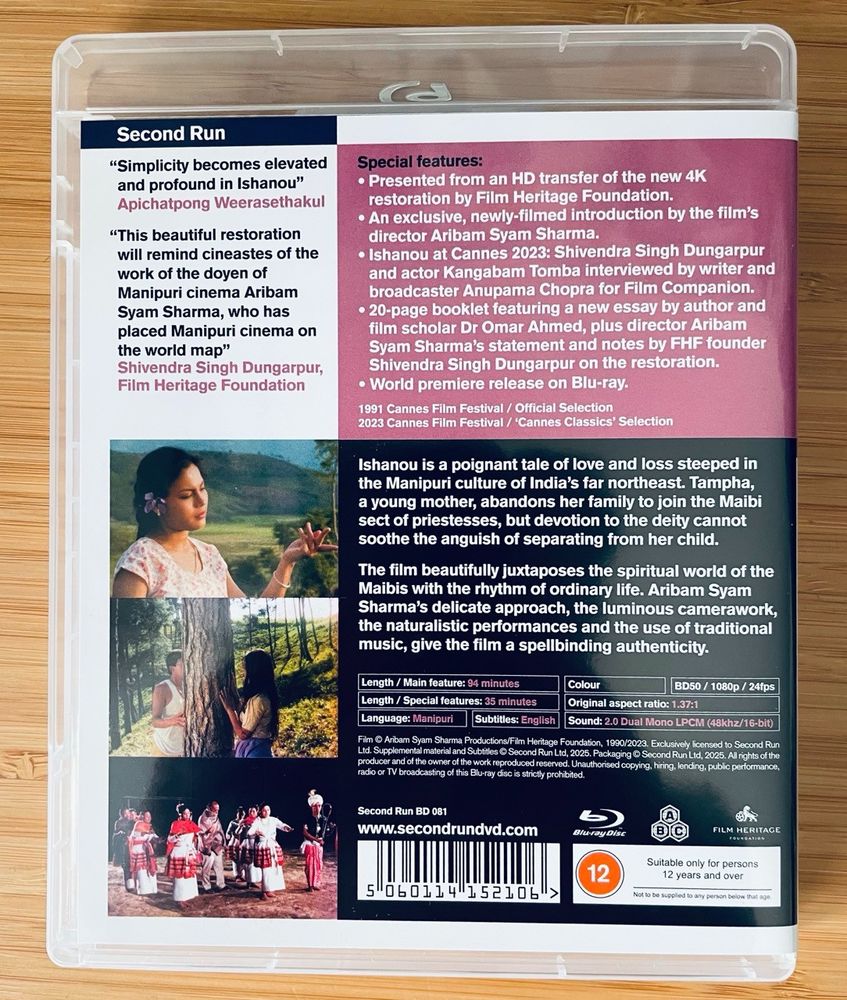 Second Run
“Simplicity becomes elevated
and profound in Ishanou”
Apichatpong Weerasethakul
“This beautiful restoration
will remind cineastes of the
work of the doyen of
Manipuri cinema Aribam
Syam Sharma, who has
placed Manipuri cinema on
the world map”
Shivendra Singh Dungarpur,
Film Heritage Foundation
Special features:
• Presented from an HD transfer of the new 4K
restoration by Film Heritage Foundation.
• An exclusive, newly-filmed introduction by the film’s
director Aribam Syam Sharma.
• Ishanou at Cannes 2023: Shivendra Singh Dungarpur
and actor Kangabam Tomba interviewed by writer and
broadcaster Anupama Chopra for Film Companion.
• 20-page booklet featuring a new essay by author and
film scholar Dr Omar Ahmed, plus director Aribam
Syam Sharma’s statement and notes by FHF founder
Shivendra Singh Dungarpur on the restoration.
• World premiere release on Blu-ray.
1991 Cannes Film Festival / Official Selection
2023 Cannes Film Festival / ‘Cannes Classics’ Selection
Ishanou is a poignant tale of love and loss steeped in
the Manipuri culture of India’s far northeast. Tampha,
a young mother, abandons her family to join the Maibi
sect of priestesses, but devotion to the deity cannot
soothe the anguish of separating from her child.
The film beautifully juxtaposes the spiritual world of the
Maibis with the rhythm of ordinary life. Aribam Syam
Sharma’s delicate approach, the luminous camerawork,
the naturalistic performances and the use of traditional
music, give the film a spellbinding authenticity.
Length / Main feature: 94 minutes
Colour
BD50 / 1080p / 24fps
Length / Special features: 35 minutes
Original aspect ratio: 1.37:1
Language: Manipuri
Subtitles: English
Sound: 2.0 Dual Mono LPCM (48khz/16-bit)
Film © Aribam Syam Sharma Productions/Film Heritage Foundation, 1990/2023. Exclusively licensed to Second Run
Ltd. Supplemental material and Subtitles © Second Run Ltd, 2025. Packaging © Second Run Ltd, 2025. All rights of the
producer and of the owner of the work reproduced reserved. Unauthorised copying, hiring, lending, public performance,
radio or TV broadcasting of this Blu-ray disc is strictly prohibited.
Second Run BD 081
www.secondrundvd.com
Blu-ray Disc
A
B
C
FILM HERITAGE
FOUNDATION
5 060114 152106 >
12
Suitable only for persons
12 years and over
Not to be supplied to any person below that age.